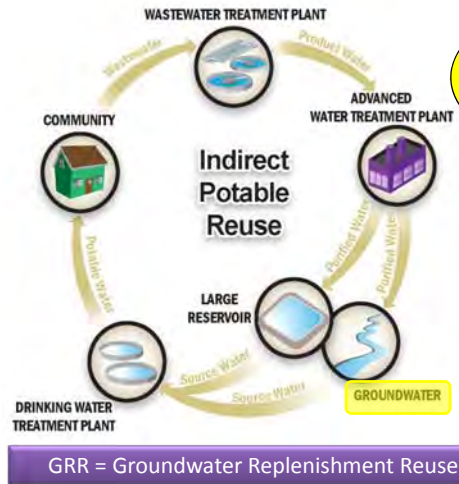 WASTEWATER TREATMENT PLANT
Wastewater
Product Water
COMMUNITY
ADVANCED
WATER TREATMENT PLANT
Indirect
Potable
Reuse
Purified Water
Purified Water
Potable Water
LARGE
RESERVOIR
Source Water
Source Water
GROUNDWATER
DRINKING WATER
TREATMENT PLANT
GRR = Groundwater Replenishment Reuse